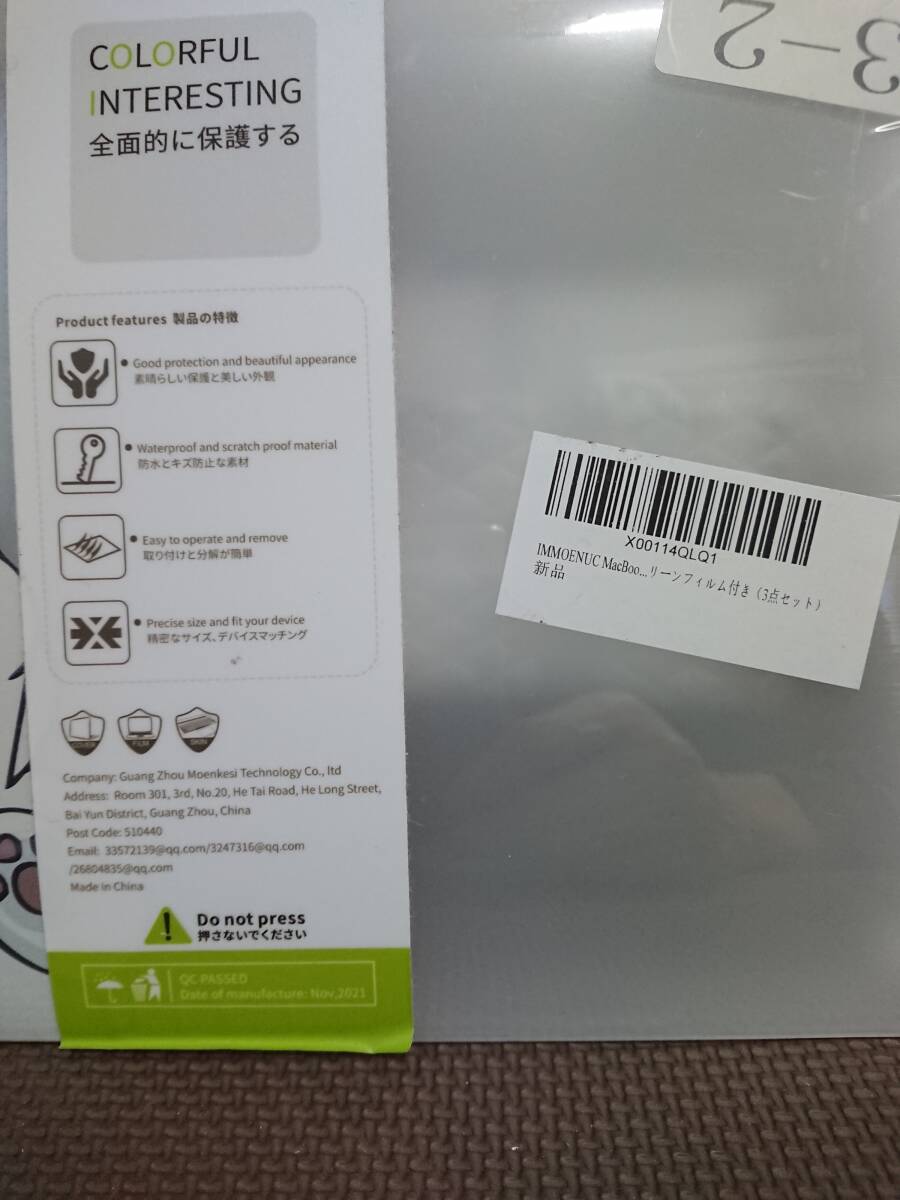 COLORFUL
INTERESTING
全面的に保護する
3-2
Product features 製品の特徴
Good protection and beautiful appearance
素晴らしい保護と美しい外観
Waterproof and scratch proof material
防水とキズ防止な素材
Easy to operate and remove
取り付けと分解が簡単
Precise size and fit your device
精密なサイズ、デバイスマッチング
COVER
FILM
SKIN
Company: Guang Zhou Moenkesi Technology Co., ltd
Address: Room 301, 3rd, No.20, He Tai Road, He Long Street,
Bai Yun District, Guang Zhou, China
Post Code: 510440
Email: 33572139@qq.com/3247316@qq.com
/26804835@qq.com
Made in China
Do not press
押さないでください
QC PASSED
Date of manufacture: Nov,2021
X00114QLQ1
IMMOENUC MacBoo...リーンフィルム付き（3点セット）
新品